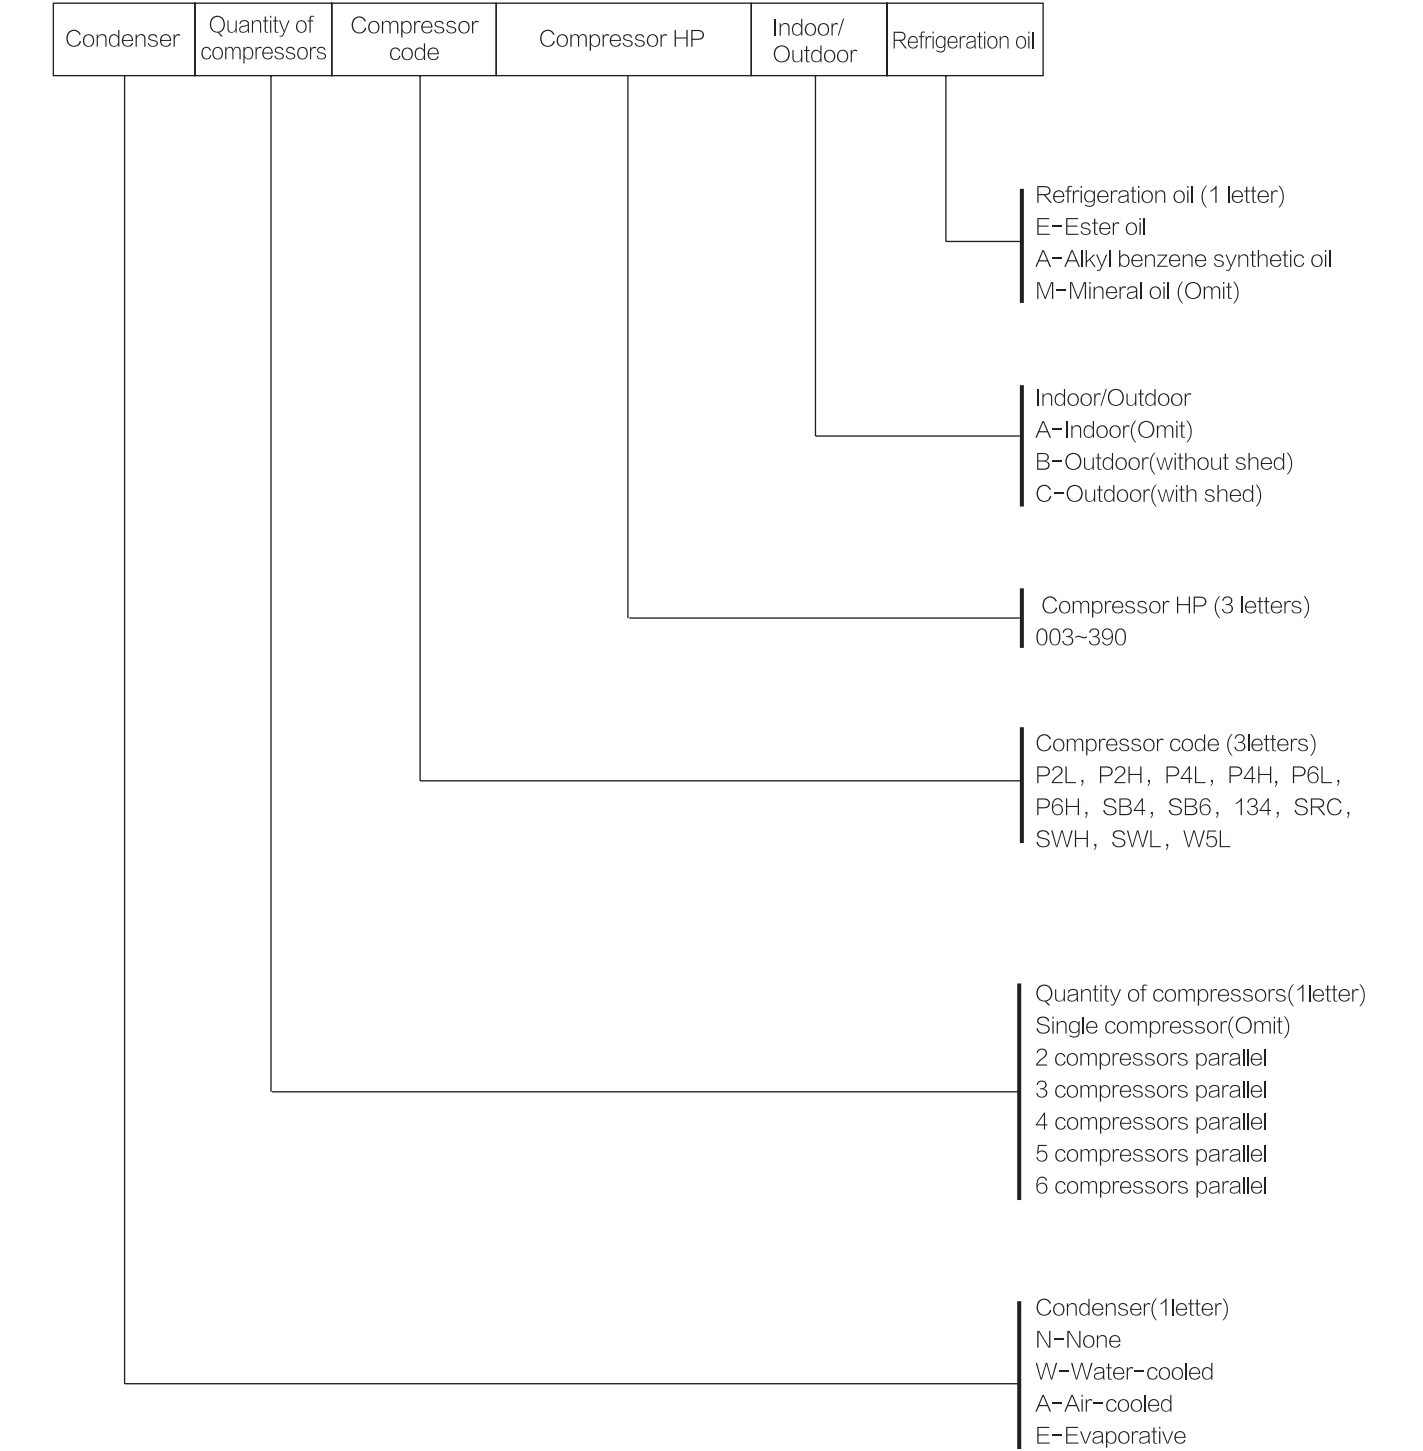 Condenser
Quantity of
compressors
Compressor
code
Compressor HP
Indoor/
Outdoor
Refrigeration oil
Refrigeration oil (1 letter)
E-Ester oil
A-Alkyl benzene synthetic oil
M-Mineral oil (Omit)
Indoor/Outdoor
A-Indoor(Omit)
B-Outdoor(without shed)
C-Outdoor(with shed)
Compressor HP (3 letters)
003~390
Compressor code (3letters)
P2L, P2H, P4L, P4H, P6L,
P6H, SB4, SB6, 134, SRC,
SWH, SWL, W5L
Quantity of compressors(1letter)
Single compressor(Omit)
2 compressors parallel
3 compressors parallel
4 compressors parallel
5 compressors parallel
6 compressors parallel
Condenser(1letter)
N-None
W-Water-cooled
A-Air-cooled
E-Evaporative